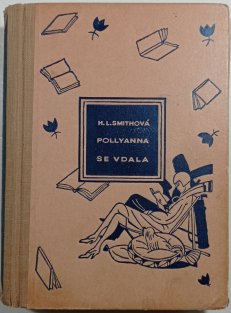 H.L.SMITHOVÁ
POLLYANNA
SE VDALA